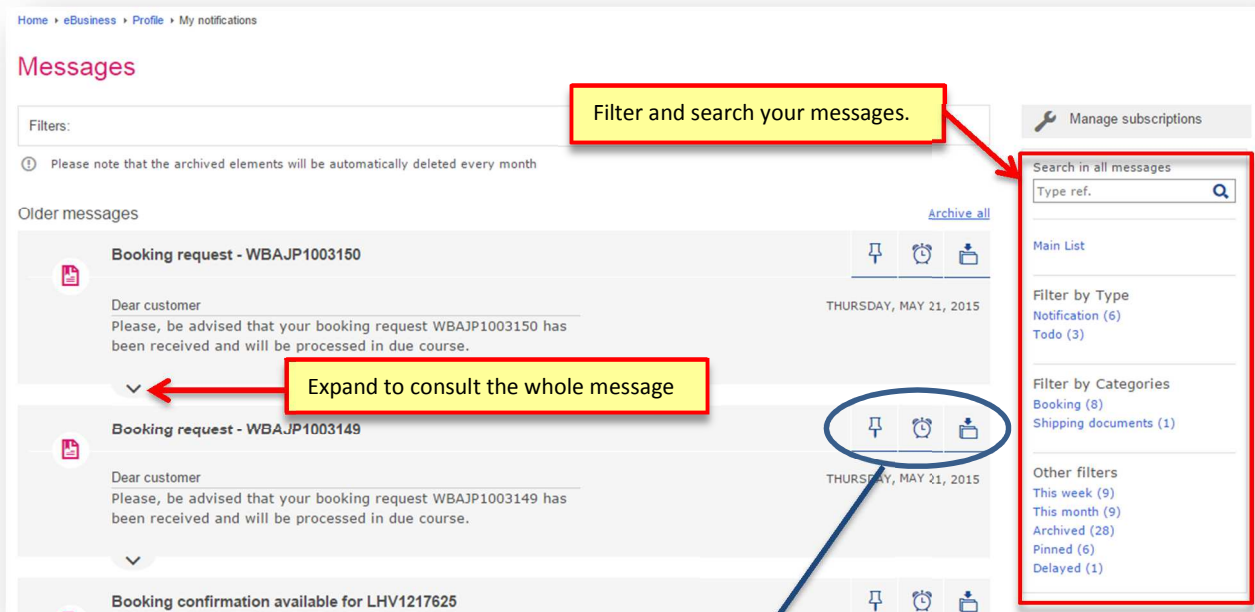 Home › eBusiness › Profile › My notifications
Messages
Filters:
Filter and search your messages.
Please note that the archived elements will be automatically deleted every month
Older messages
Archive all
Booking request - WBAJP1003150
Dear customer
THURSDAY, MAY 21, 2015
Please, be advised that your booking request WBAJP1003150 has
been received and will be processed in due course.
Expand to consult the whole message
Booking request - WBAJP1003149
Dear customer
THURSDAY, MAY 21, 2015
Please, be advised that your booking request WBAJP1003149 has
been received and will be processed in due course.
Booking confirmation available for LHV1217625
Manage subscriptions
Search in all messages
Type ref.
Main List
Filter by Type
Notification (6)
Todo (3)
Filter by Categories
Booking (8)
Shipping documents (1)
Other filters
This week (9)
This month (9)
Archived (28)
Pinned (6)
Delayed (1)